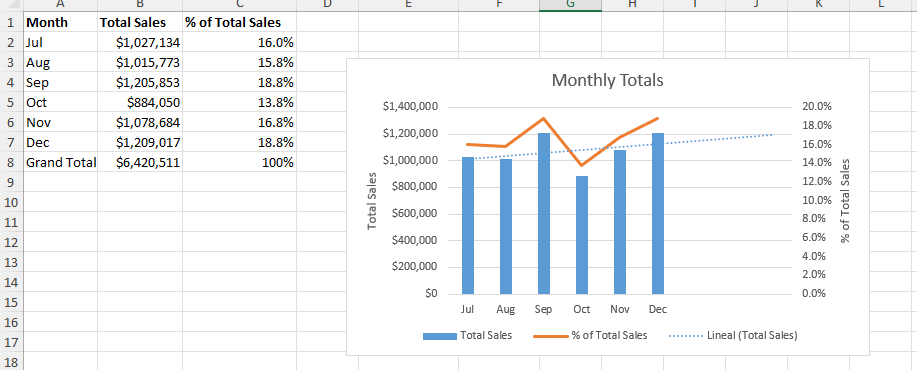 A B C D E F G H I J K L
1 Month Total Sales % of Total Sales
2 Jul $1,027,134 16.0%
3 Aug $1,015,773 15.8%
4 Sep $1,205,853 18.8%
5 Oct $884,050 13.8%
6 Nov $1,078,684 16.8%
7 Dec $1,209,017 18.8%
8 Grand Total $6,420,511 100%
9
10
11
12
13
14
15
16
17
18
Monthly Totals
$1,400,000 20.0%
18.0%
$1,200,000
16.0%
$1,000,000
14.0%
$800,000 12.0%
10.0%
$600,000
8.0%
$400,000 6.0%
4.0%
$200,000
2.0%
$0 0.0%
Total Sales
% of Total Sales
Jul Aug Sep Oct Nov Dec
Total Sales % of Total Sales Lineal (Total Sales)